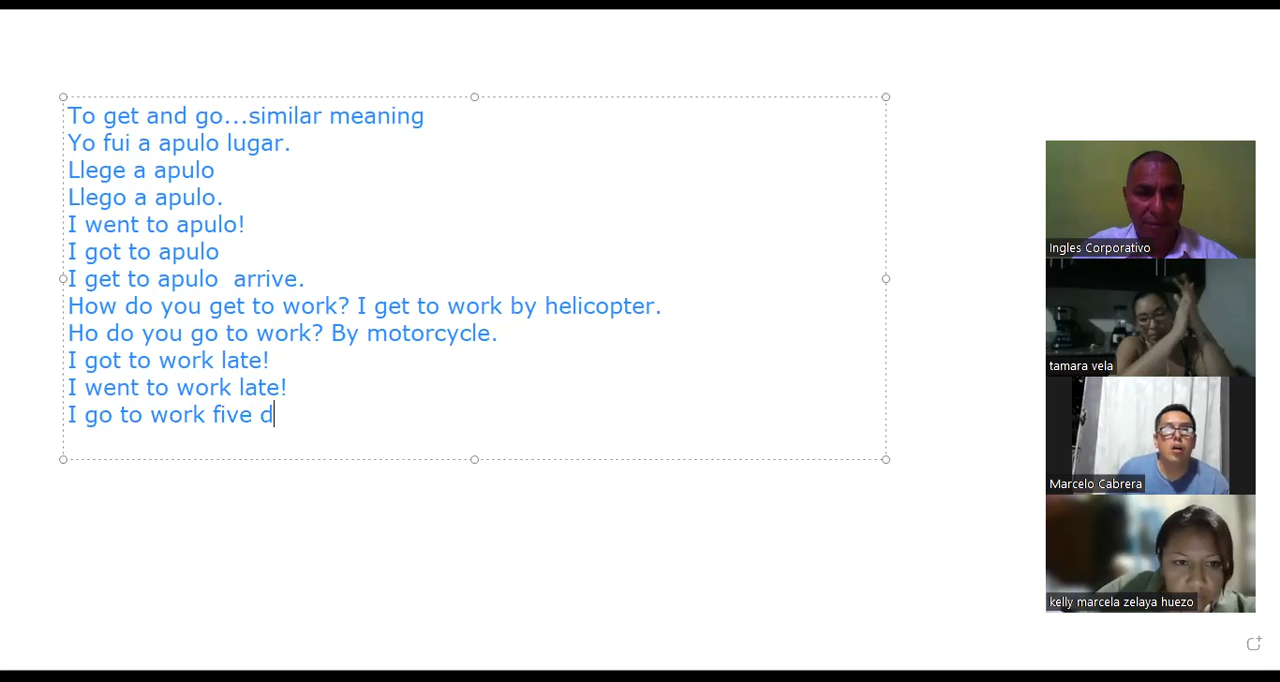 To get and go...similar meaning
Yo fui a apulo lugar.
Llege a apulo
Llego a apulo.
I went to apulo!
I got to apulo
I get to apulo  arrive.
How do you get to work? I get to work by helicopter.
Ho do you go to work? By motorcycle.
I got to work late!
I went to work late!
I go to work five d
Ingles Corporativo
tamara vela
Marcelo Cabrera
kelly marcela zelaya huezo